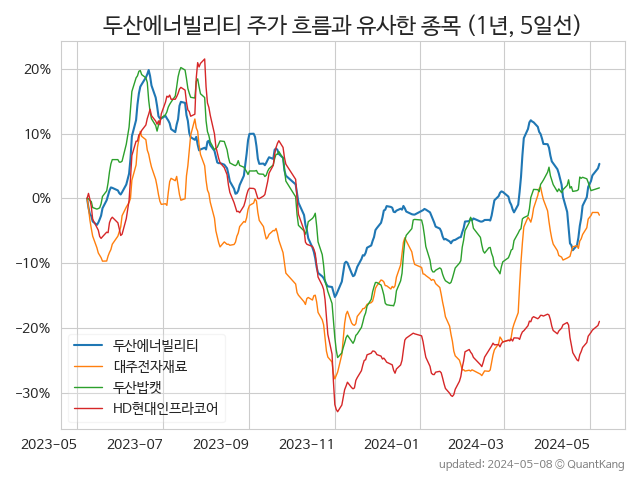 두산에너빌리티 주가 흐름과 유사한 종목 (1년, 5일선)
20%
10%
0%
−10%
−20%
−30%
두산에너빌리티
대주전자재료
두산밥캣
HD현대인프라코어
2023−05
2023−07
2023−09
2023−11
2024−01
2024−03
2024−05
updated: 2024−05−08 © QuantKang